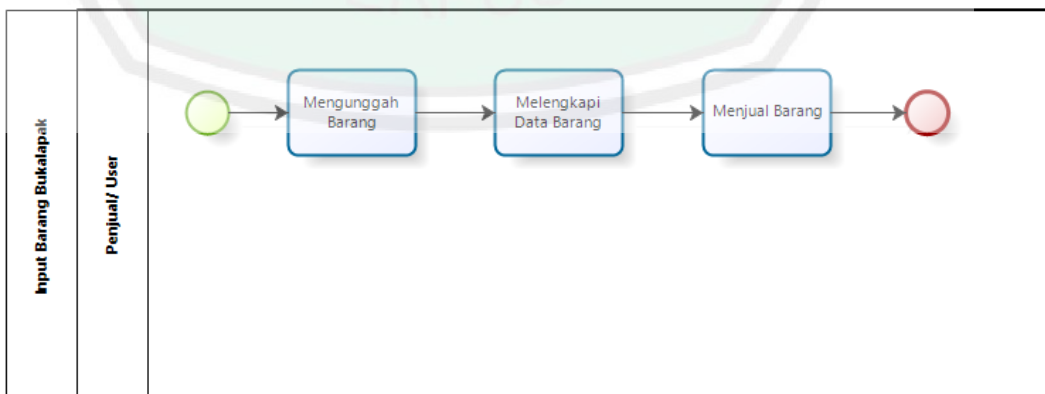 Input Barang Bukalapak
Penjual/ User
Mengunggah
Barang
Melengkapi
Data Barang
Menjual Barang